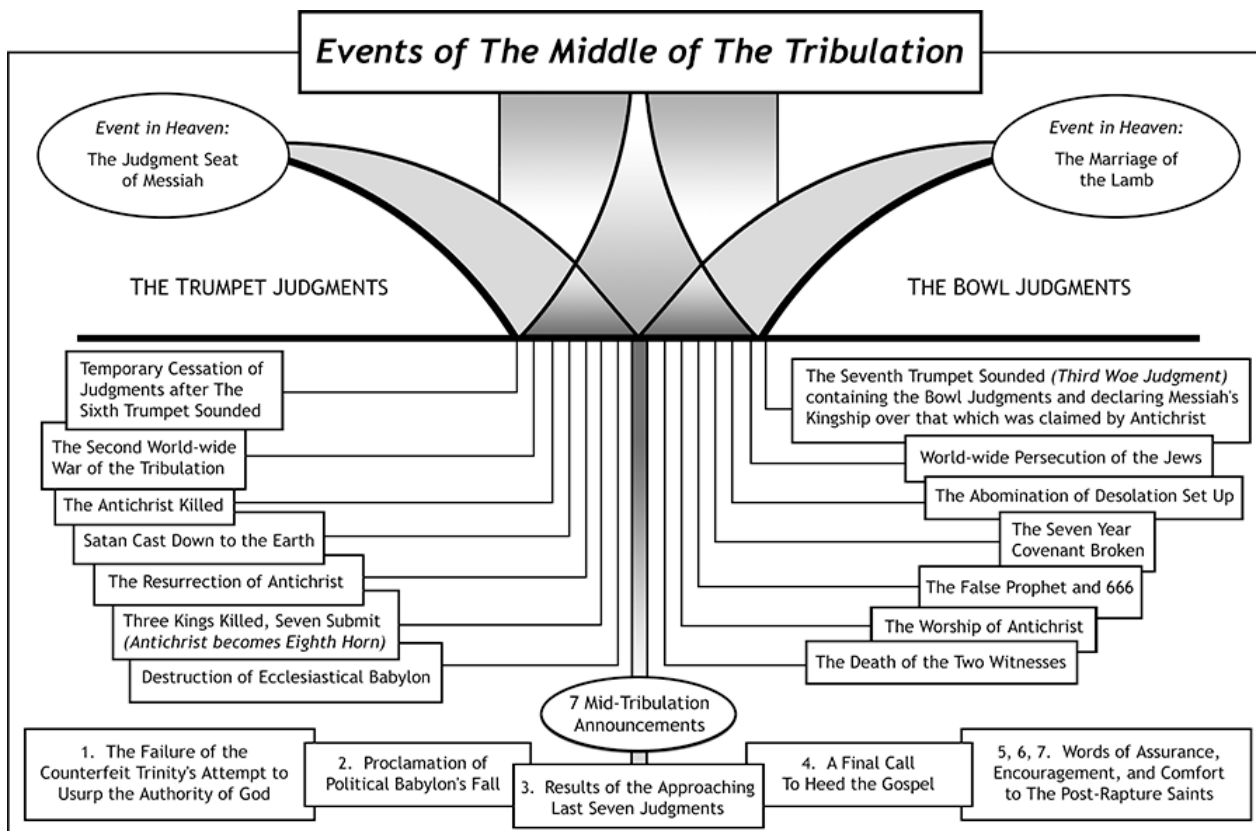 Events of The Middle of The Tribulation
Event in Heaven:
The Judgment Seat
of Messiah
Event in Heaven:
The Marriage of
the Lamb
THE TRUMPET JUDGMENTS
THE BOWL JUDGMENTS
Temporary Cessation of
Judgments after The
Sixth Trumpet Sounded
The Second World-wide
War of the Tribulation
The Antichrist Killed
Satan Cast Down to the Earth
The Resurrection of Antichrist
Three Kings Killed, Seven Submit
(Antichrist becomes Eighth Horn)
Destruction of Ecclesiastical Babylon
The Seventh Trumpet Sounded (Third Woe Judgment)
containing the Bowl Judgments and declaring Messiah's
Kingship over that which was claimed by Antichrist
World-wide Persecution of the Jews
The Abomination of Desolation Set Up
The Seven Year
Covenant Broken
The False Prophet and 666
The Worship of Antichrist
The Death of the Two Witnesses
7 Mid-Tribulation
Announcements
1. The Failure of the
Counterfeit Trinity's Attempt to
Usurp the Authority of God
2. Proclamation of
Political Babylon's Fall
3. Results of the Approaching
Last Seven Judgments
4. A Final Call
To Heed the Gospel
5, 6, 7. Words of Assurance,
Encouragement, and Comfort
to The Post-Rapture Saints